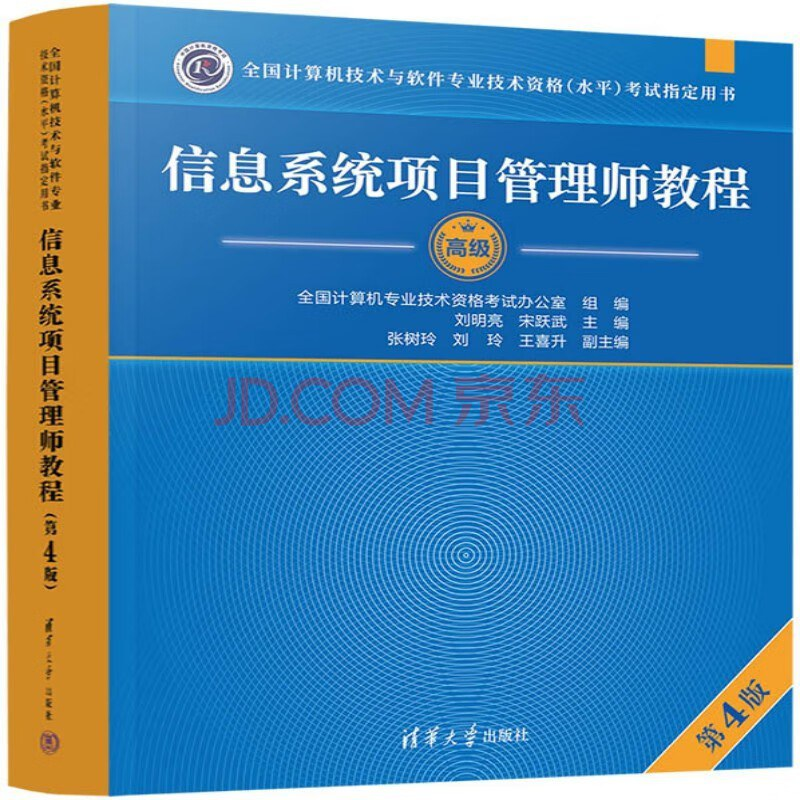 全国计算机技术与软件专业技术资格(水平)考试指定用书
信息系统项目管理师教程
高级
全国计算机专业技术资格考试办公室 组 编
刘明亮 宋跃武 主 编
张树玲 刘 玲 王喜升 副主编
JD.COM 京东
清华大学出版社
第4版
全国计算机技术与软件专业
技术资格(水平)考试指定用书
信息系统项目管理师教程(第4版)
清华大学出版社